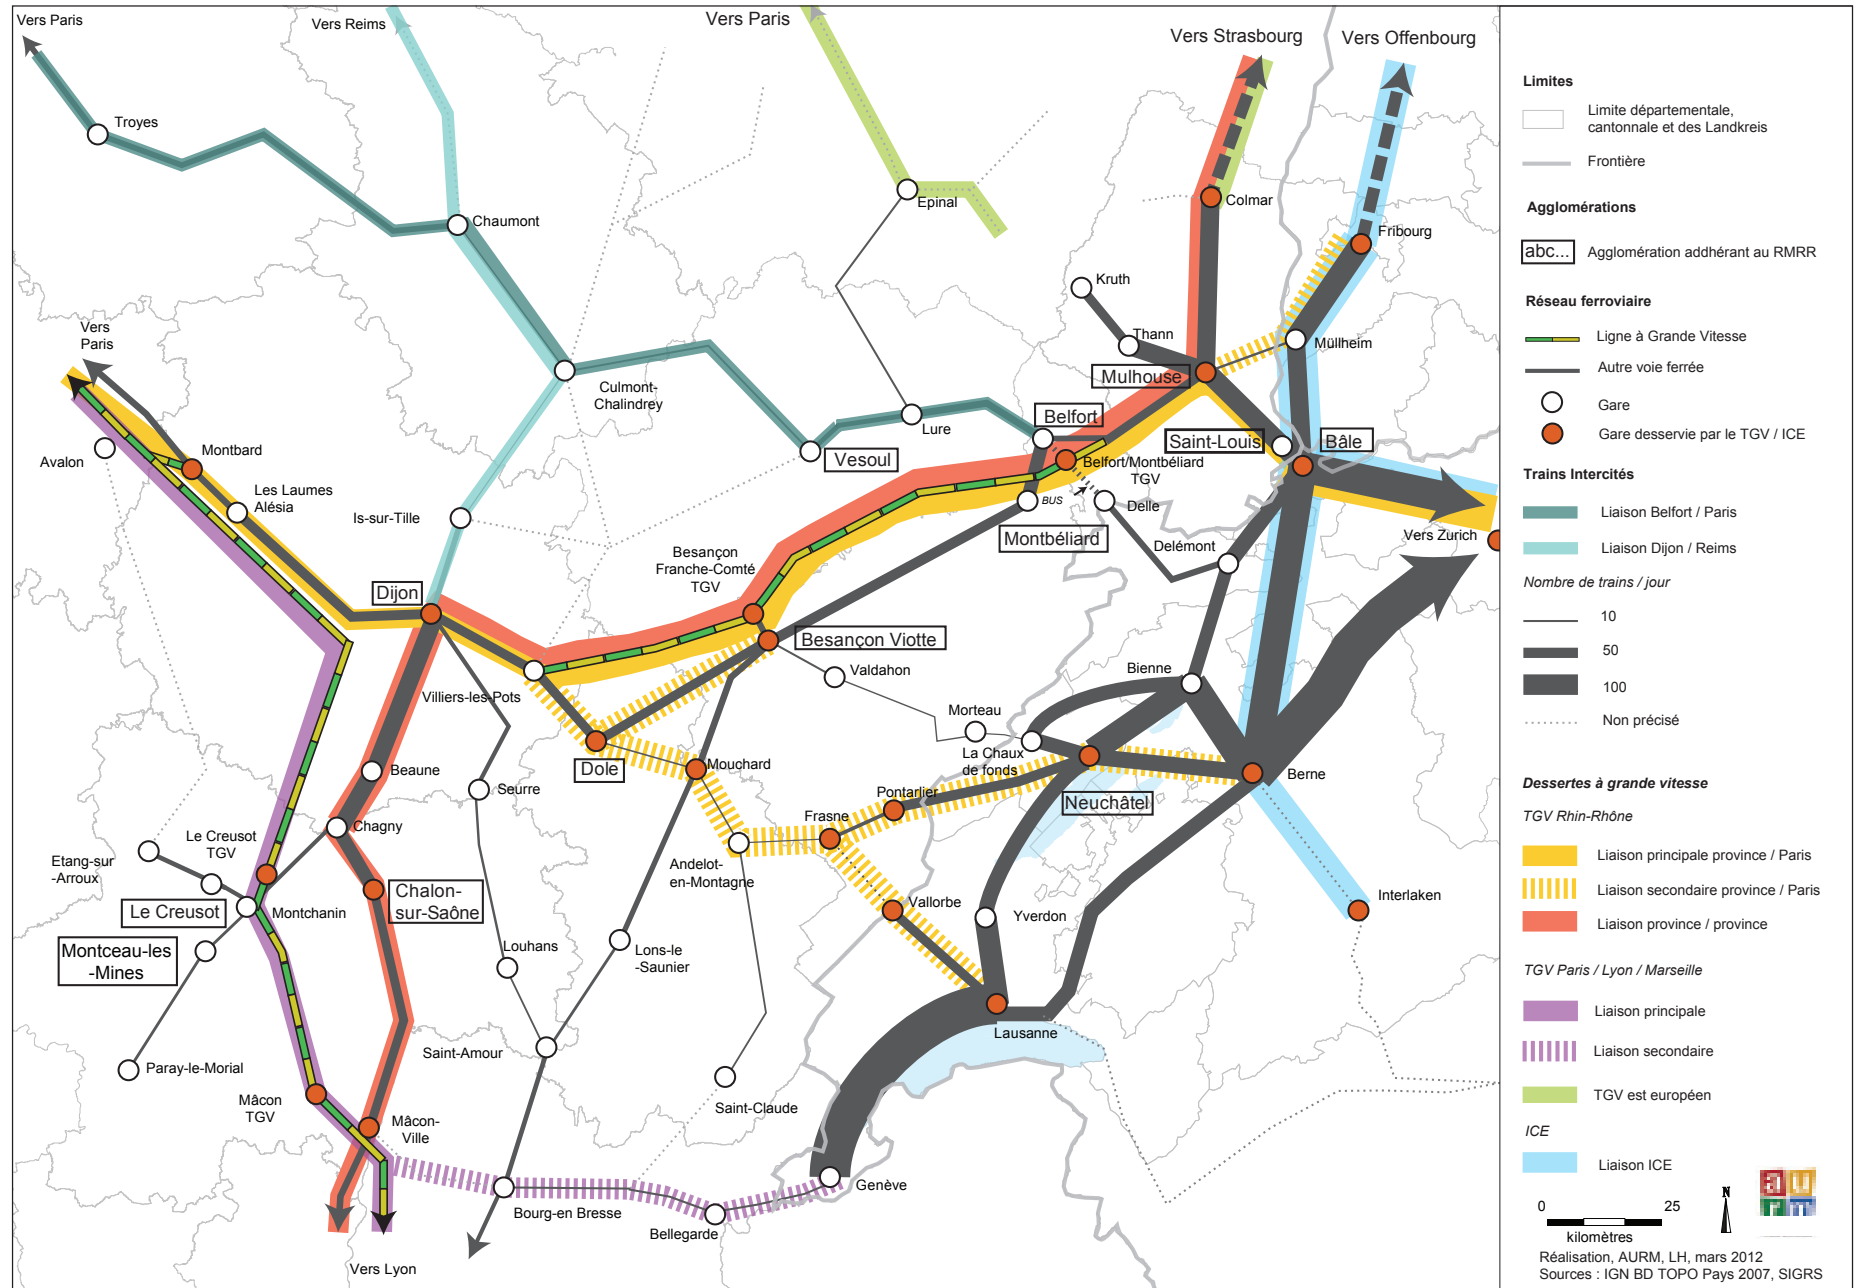 Vers Paris
Vers Reims
Vers Paris
Vers Strasbourg
Vers Offenbourg
Troyes
Chaumont
Epinal
Colmar
Fribourg
Kruth
Thann
Müllheim
Vers
Paris
Mulhouse
Culmont-
Chalindrey
Lure
Belfort
Saint-Louis
Bâle
Avalon
Montbard
Vesoul
Belfort/Montbéliard
TGV
Les Laumes
Alésia
Is-sur-Tille
BUS
Delle
Montbéliard
Delémont
Vers Zurich
Besançon
Franche-Comté
TGV
Dijon
Besançon Viotte
Valdahon
Bienne
Villiers-les-Pots
Morteau
La Chaux
de fonds
Dole
Mouchard
Berne
Beaune
Seurre
Pontarlier
Neuchâtel
Chagny
Frasne
Le Creusot
TGV
Etang-sur
-Arroux
Andelot-
en-Montagne
Chalon-
sur-Saône
Interlaken
Le Creusot
Montchanin
Vallorbe
Yverdon
Montceau-les
-Mines
Louhans
Lons-le
-Saunier
Lausanne
Saint-Amour
Paray-le-Morial
Mâcon
TGV
Saint-Claude
Mâcon-
Ville
Genève
Bourg-en Bresse
Bellegarde
Vers Lyon
Limites
Limite départementale,
cantonnale et des Landkreis
Frontière
Agglomérations
abc...
Agglomération addhérant au RMRR
Réseau ferroviaire
Ligne à Grande Vitesse
Autre voie ferrée
Gare
Gare desservie par le TGV / ICE
Trains Intercités
Liaison Belfort / Paris
Liaison Dijon / Reims
Nombre de trains / jour
10
50
100
Non précisé
Dessertes à grande vitesse
TGV Rhin-Rhône
Liaison principale province / Paris
Liaison secondaire province / Paris
Liaison province / province
TGV Paris / Lyon / Marseille
Liaison principale
Liaison secondaire
TGV est européen
ICE
Liaison ICE
au
rm
N
0 25
kilomètres
Réalisation, AURM, LH, mars 2012
Sources : IGN BD TOPO Pays 2007, SIGRS